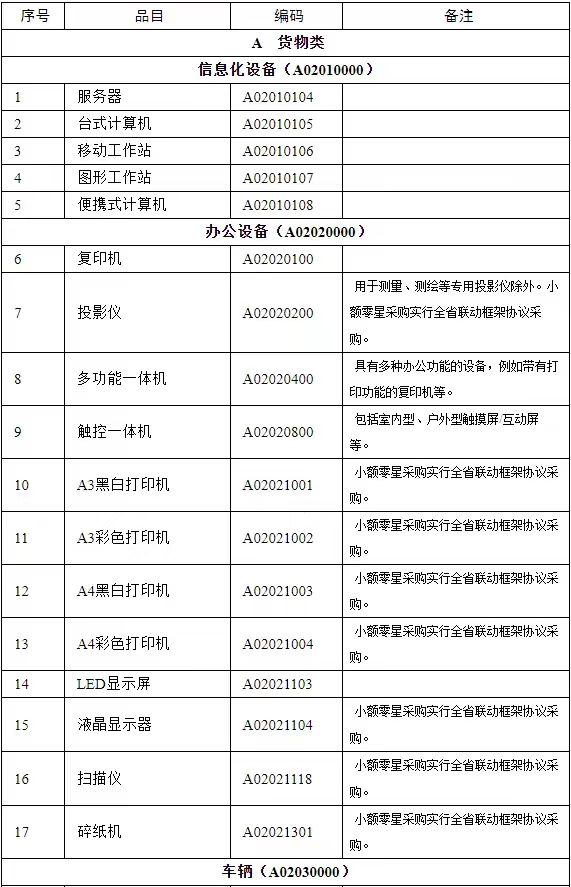 序号 品目 编码 备注
A 货物类
信息化设备（A02010000）
1 服务器 A02010104
2 台式计算机 A02010105
3 移动工作站 A02010106
4 图形工作站 A02010107
5 便携式计算机 A02010108
办公设备（A02020000）
6 复印机 A02020100
7 投影仪 A02020200 用于测量、测绘等专用投影仪除外。小
额零星采购实行全省联动框架协议采
购。
8 多功能一体机 A02020400 具有多种办公功能的设备，例如带有打
印功能的复印机等。
9 触控一体机 A02020800 包括室内型、户外型触摸屏/互动屏
等。
10 A3黑白打印机 A02021001 小额零星采购实行全省联动框架协议采
购。
11 A3彩色打印机 A02021002 小额零星采购实行全省联动框架协议采
购。
12 A4黑白打印机 A02021003 小额零星采购实行全省联动框架协议采
购。
13 A4彩色打印机 A02021004 小额零星采购实行全省联动框架协议采
购。
14 LED显示屏 A02021103
15 液晶显示器 A02021104 小额零星采购实行全省联动框架协议采
购。
16 扫描仪 A02021118 小额零星采购实行全省联动框架协议采
购。
17 碎纸机 A02021301 小额零星采购实行全省联动框架协议采
购。
车辆（A02030000）